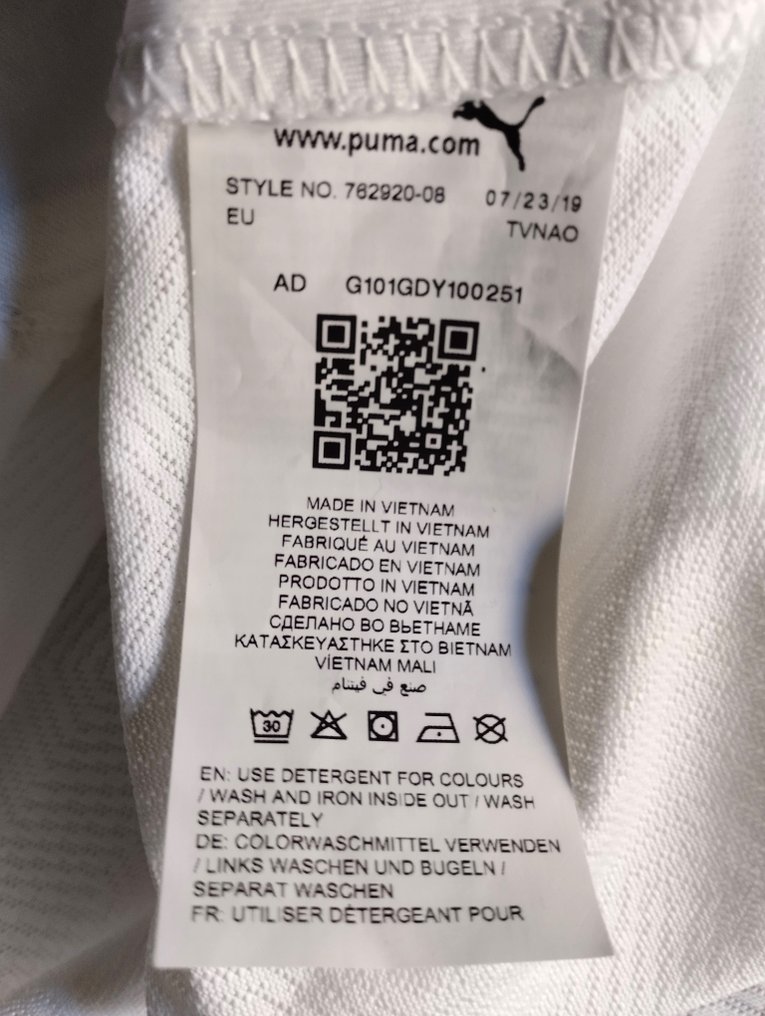 www.puma.com
STYLE NO. 762920-08 07/23/19
EU TVNAO
AD G101GDY100251
MADE IN VIETNAM
HERGESTELLT IN VIETNAM
FABRIQUÉ AU VIETNAM
FABRICADO EN VIETNAM
PRODOTTO IN VIETNAM
FABRICADO NO VIETNÃ
СДЕЛАНО ВО ВЬЕТНАМЕ
ΚΑΤΑΣΚΕΥΑΣΤΗΚΕ ΣΤΟ ΒΙΕΤΝΑΜ
VİETNAM MALI
صنع في فيتنام
30
EN: USE DETERGENT FOR COLOURS
/ WASH AND IRON INSIDE OUT / WASH
SEPARATELY
DE: COLORWASCHMITTEL VERWENDEN
/ LINKS WASCHEN UND BUGELN /
SEPARAT WASCHEN
FR: UTILISER DÉTERGEANT POUR